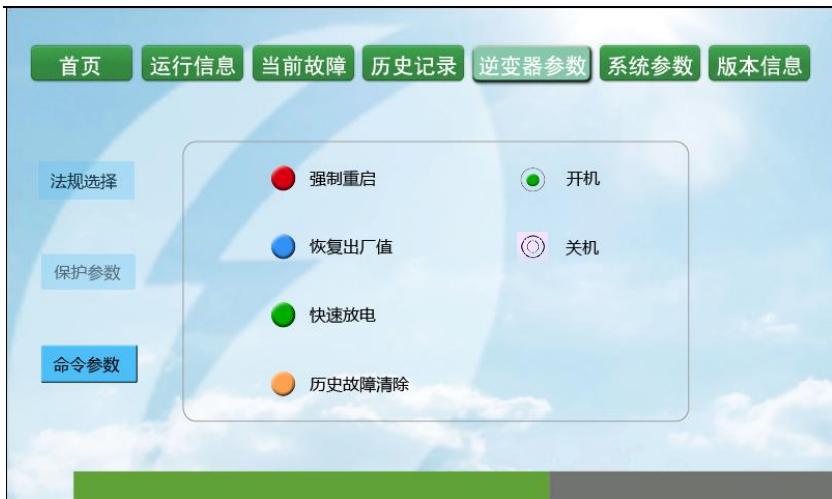 首页 运行信息 当前故障 历史记录 逆变器参数 系统参数 版本信息
法规选择
保护参数
命令参数
强制重启 开机
恢复出厂值 关机
快速放电
历史故障清除